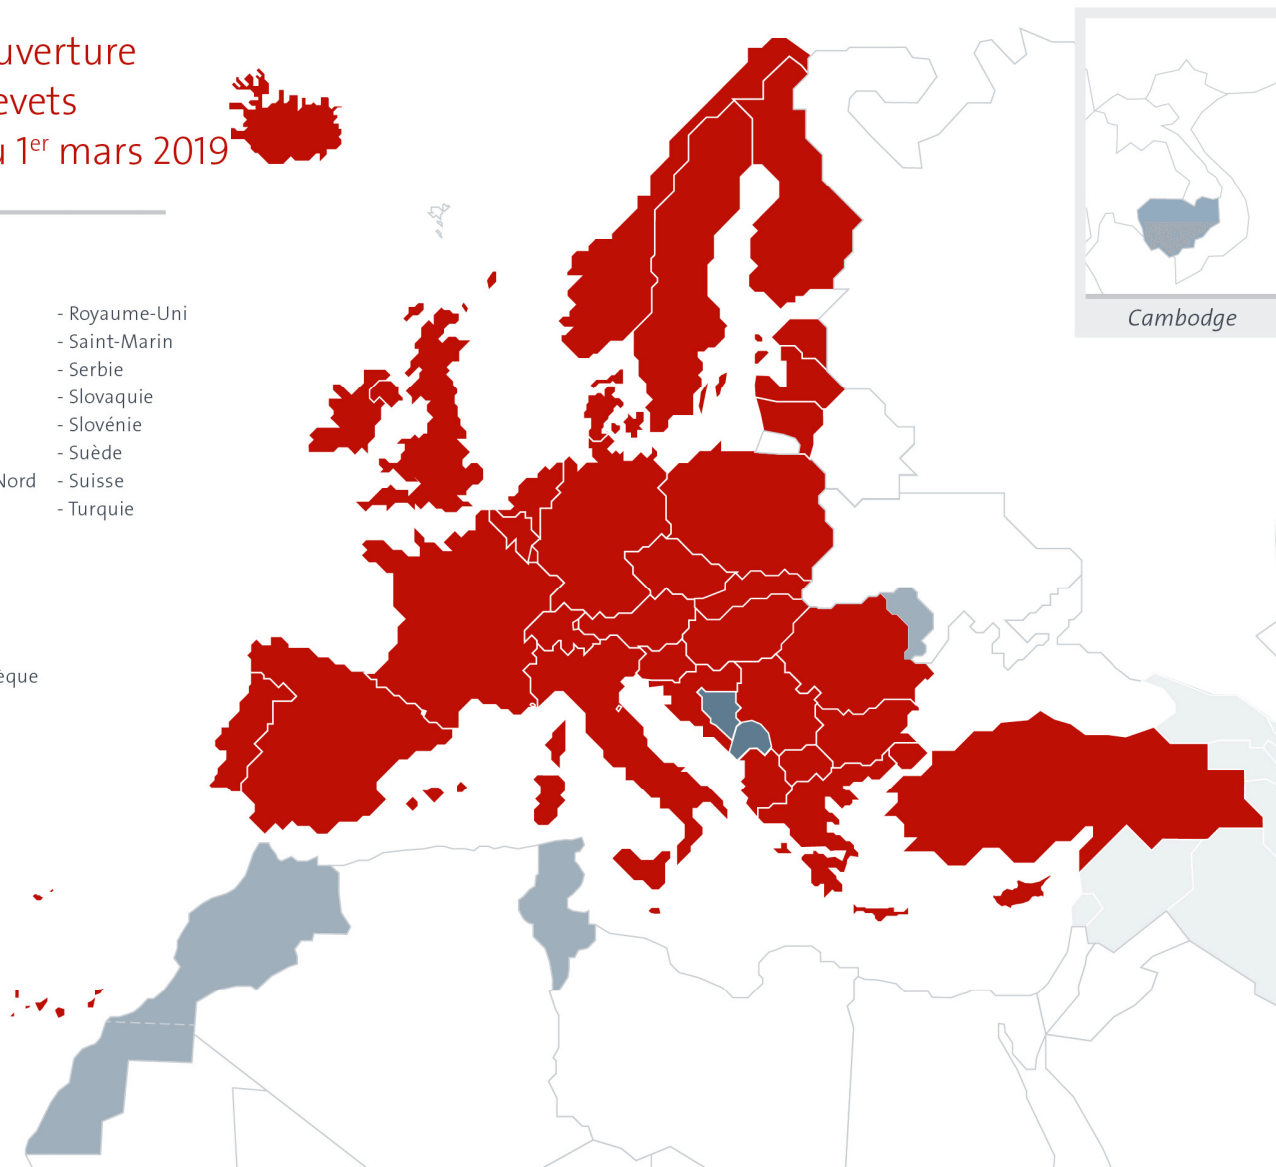 uverture
evets
u 1er mars 2019
- Royaume-Uni
- Saint-Marin
- Serbie
- Slovaquie
- Slovénie
- Suède
Nord - Suisse
- Turquie
èque
Cambodge